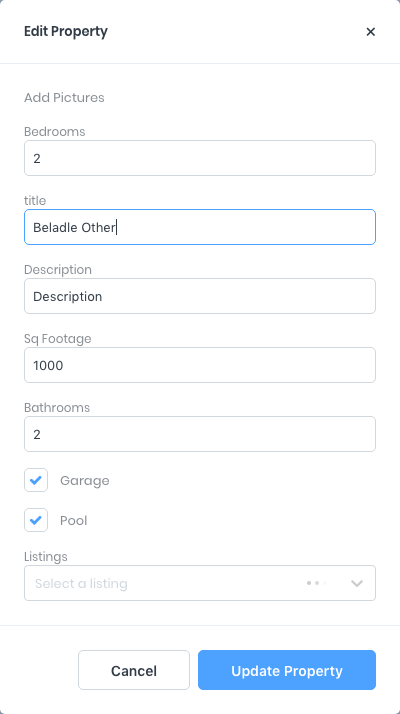 Edit Property
Add Pictures
Bedrooms
2
title
Beladle Other
Description
Description
Sq Footage
1000
Bathrooms
2
Garage
Pool
Listings
Select a listing
Cancel
Update Property